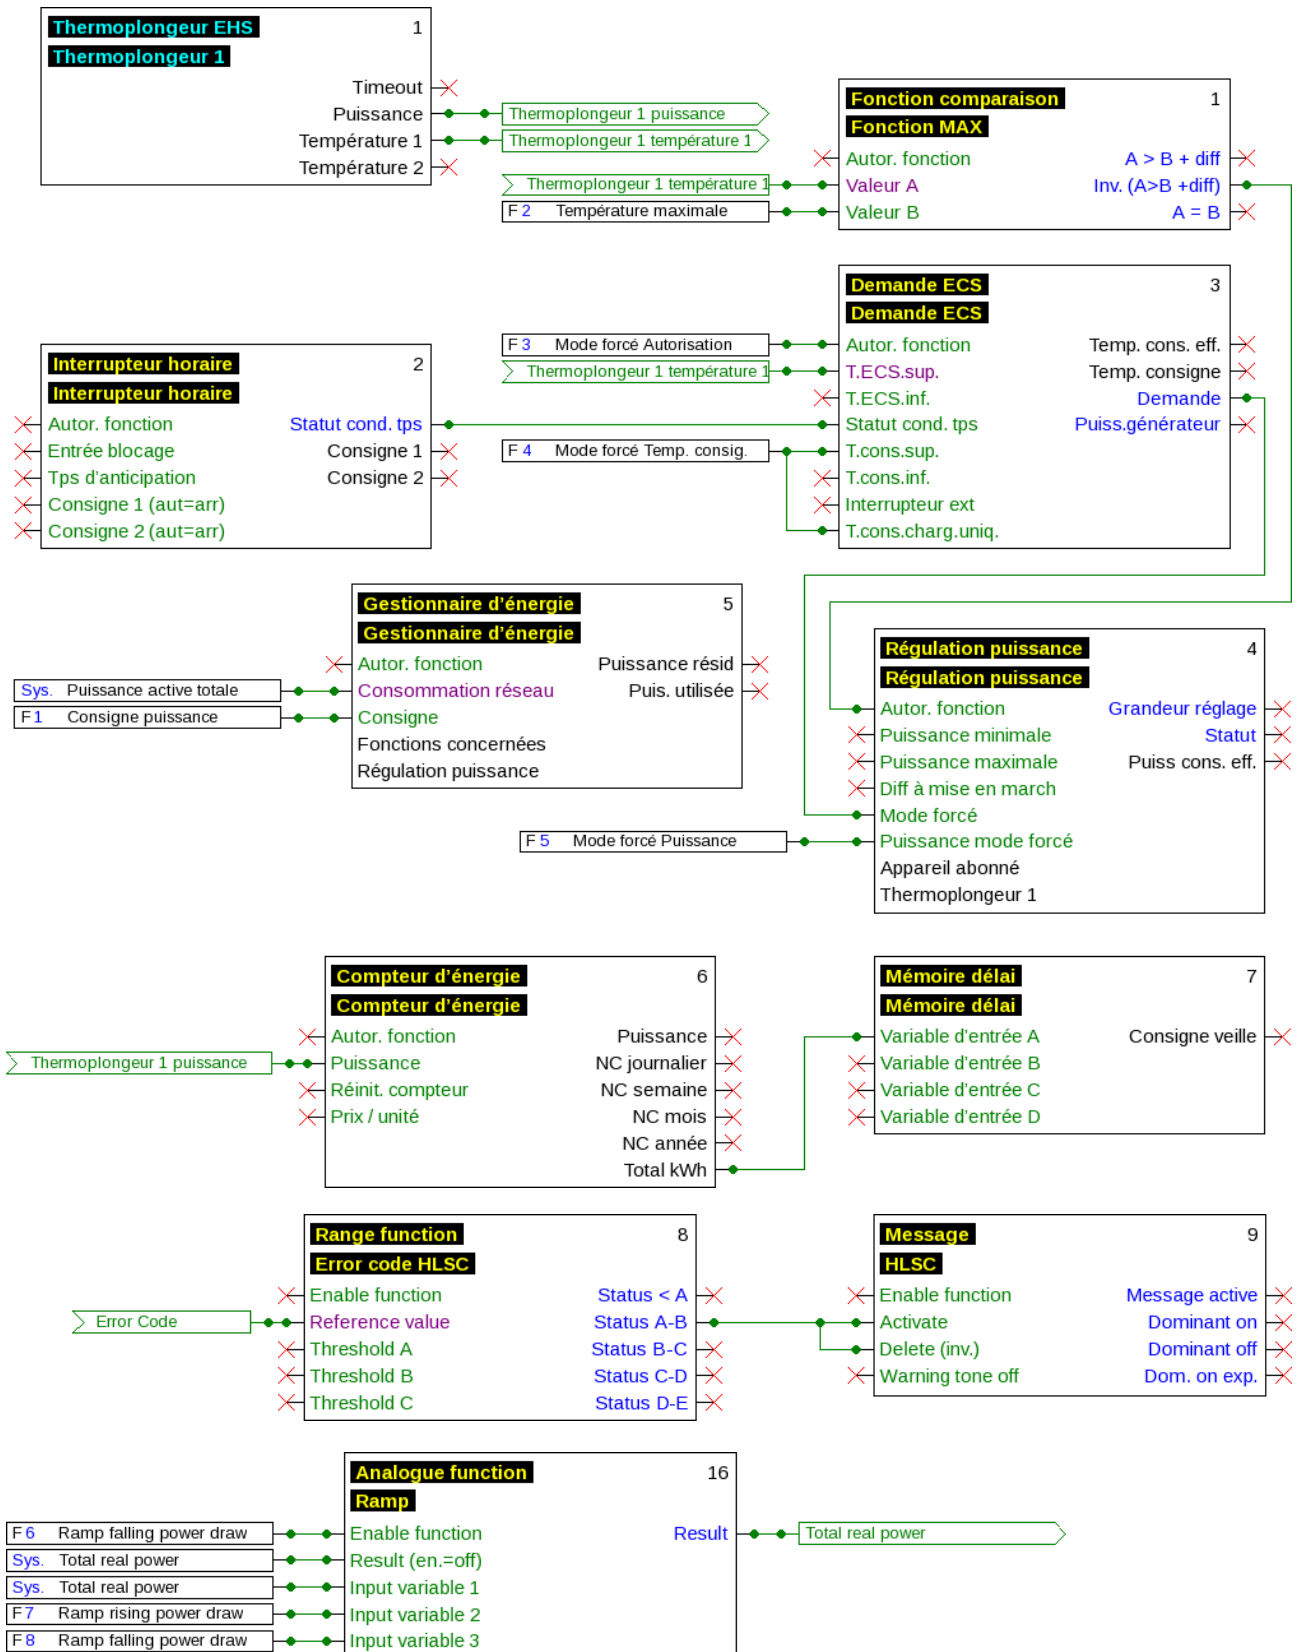 Thermoplongeur EHS 1
Thermoplongeur 1
Timeout
Puissance
Température 1
Température 2
Thermoplongeur 1 puissance
Thermoplongeur 1 température 1
Fonction comparaison 1
Fonction MAX
Autor. fonction A > B + diff
Valeur A Inv. (A>B +diff)
Valeur B A = B
Thermoplongeur 1 température 1
F 2 Température maximale
Demande ECS 3
Demande ECS
Autor. fonction Temp. cons. eff.
T.ECS.sup. Temp. consigne
T.ECS.inf. Demande
Statut cond. tps Puiss.générateur
T.cons.sup.
T.cons.inf.
Interrupteur ext
T.cons.charg.uniq.
F 3 Mode forcé Autorisation
Thermoplongeur 1 température 1
F 4 Mode forcé Temp. consig.
Interrupteur horaire 2
Interrupteur horaire
Autor. fonction Statut cond. tps
Entrée blocage Consigne 1
Tps d'anticipation Consigne 2
Consigne 1 (aut=arr)
Consigne 2 (aut=arr)
Gestionnaire d’énergie 5
Gestionnaire d’énergie
Autor. fonction Puissance résid
Consommation réseau Puis. utilisée
Consigne
Fonctions concernées
Régulation puissance
Sys. Puissance active totale
F 1 Consigne puissance
Régulation puissance 4
Régulation puissance
Autor. fonction Grandeur réglage
Puissance minimale Statut
Puissance maximale Puiss cons. eff.
Diff à mise en march
Mode forcé
Puissance mode forcé
Appareil abonné
Thermoplongeur 1
F 5 Mode forcé Puissance
Compteur d’énergie 6
Compteur d’énergie
Autor. fonction Puissance
Puissance NC journalier
Réinit. compteur NC semaine
Prix / unité NC mois
NC année
Total kWh
Thermoplongeur 1 puissance
Mémoire délai 7
Mémoire délai
Variable d’entrée A Consigne veille
Variable d’entrée B
Variable d’entrée C
Variable d’entrée D
Range function 8
Error code HLSC
Enable function Status < A
Reference value Status A-B
Threshold A Status B-C
Threshold B Status C-D
Threshold C Status D-E
Error Code
Message 9
HLSC
Enable function Message active
Activate Dominant on
Delete (inv.) Dominant off
Warning tone off Dom. on exp.
Analogue function 16
Ramp
Enable function Result
Result (en.=off)
Input variable 1
Input variable 2
Input variable 3
F 6 Ramp falling power draw
Sys. Total real power
Sys. Total real power
F 7 Ramp rising power draw
F 8 Ramp falling power draw
Total real power